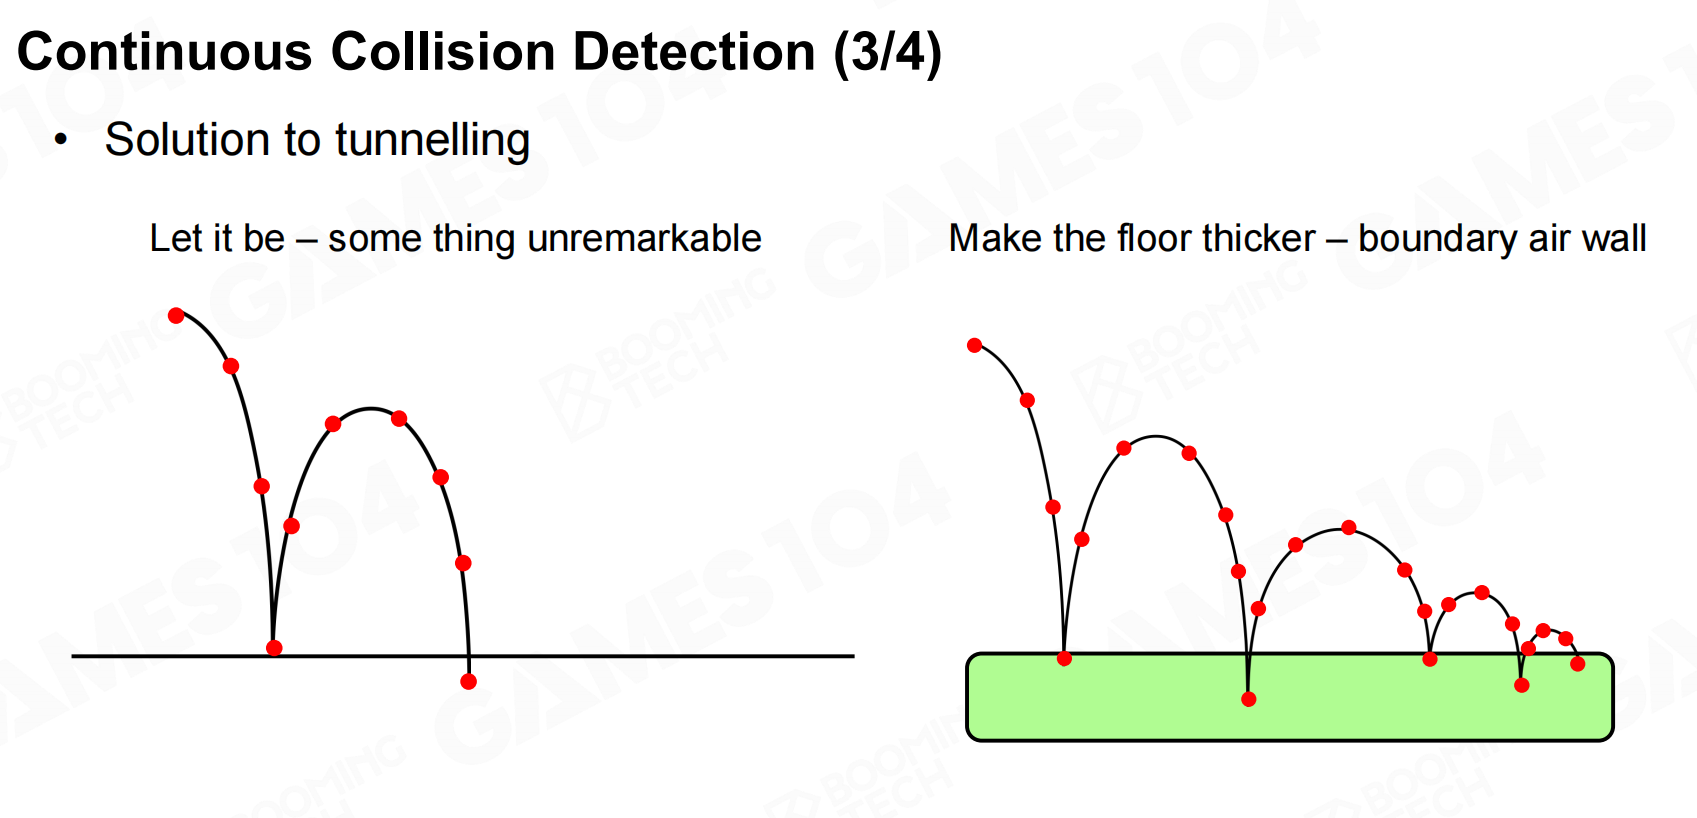 Continuous Collision Detection (3/4)
• Solution to tunnelling
Let it be – some thing unremarkable
Make the floor thicker – boundary air wall
GAMES104
BOOMING
TECH